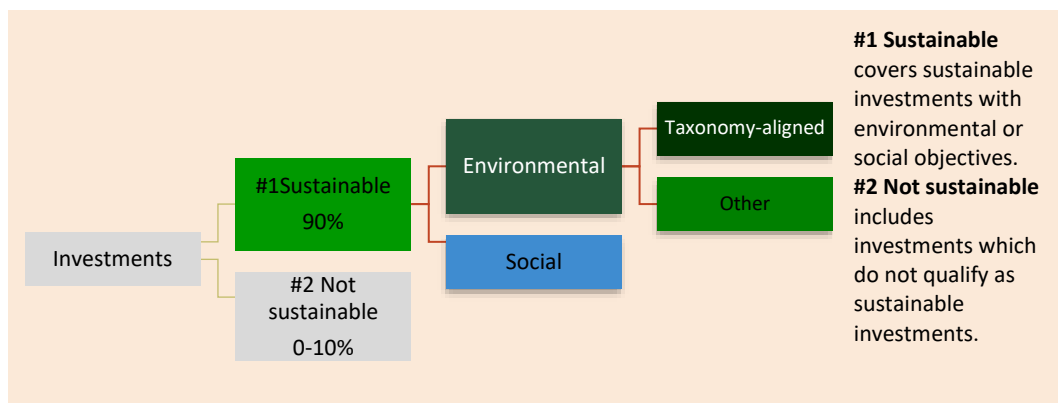 Investments
#1Sustainable
90%
#2 Not
sustainable
0-10%
Environmental
Social
Taxonomy-aligned
Other
#1 Sustainable
covers sustainable
investments with
environmental or
social objectives.
#2 Not sustainable
includes
investments which
do not qualify as
sustainable
investments.